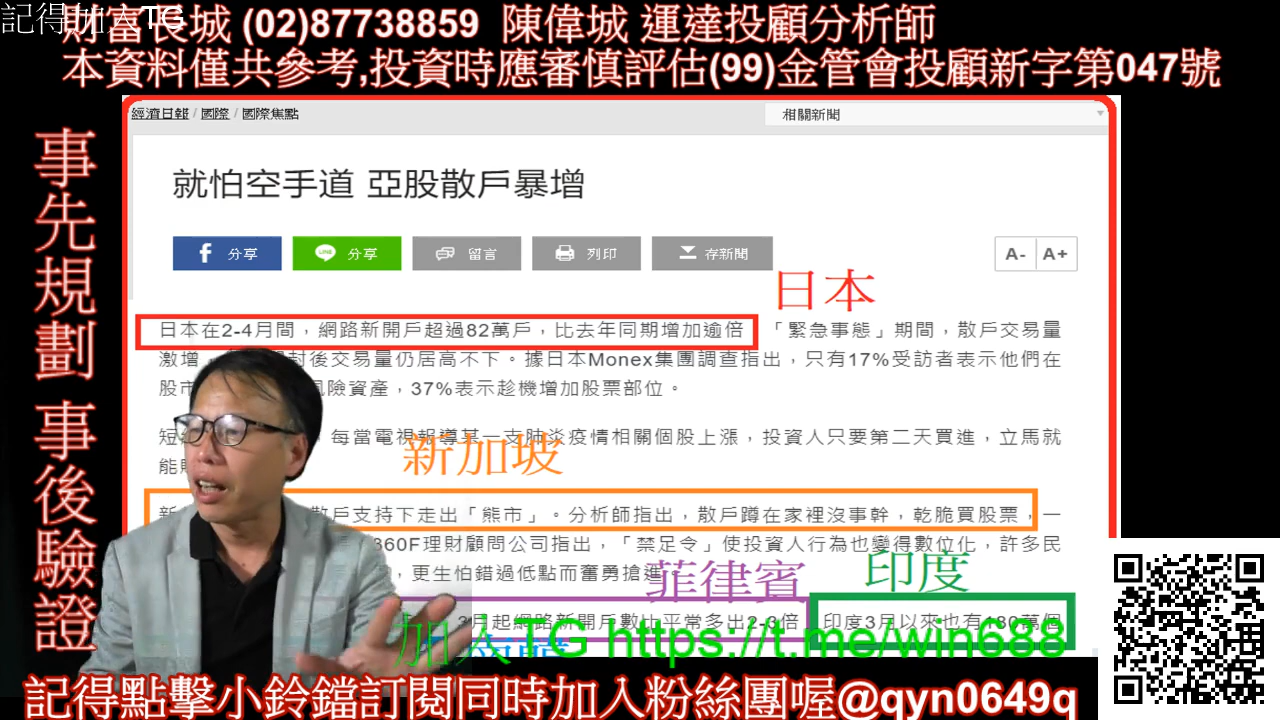 記得加入TG
財富長城 (02)87738859 陳偉城 運達投顧分析師
本資料僅共參考,投資時應審慎評估(99)金管會投顧新字第047號
事先規劃 事後驗證
經濟日報 / 國際 / 國際焦點
相關新聞
就怕空手道 亞股散戶暴增
分享
分享
留言
列印
存新聞
A- A+
日本
日本在2-4月間，網路新開戶超過82萬戶，比去年同期增加逾倍 「緊急事態」期間，散戶交易量
激增，
封後交易量仍居高不下。據日本Monex集團調查指出，只有17%受訪者表示他們在
股市
風險資產，37%表示趁機增加股票部位。
短
，每當電視報導某一支肺炎疫情相關個股上漲，投資人只要第二天買進，立馬就
能
新加坡
新
散戶支持下走出「熊市」。分析師指出，散戶蹲在家裡沒事幹，乾脆買股票，一
360F理財顧問公司指出，「禁足令」使投資人行為也變得數位化，許多民
，更生怕錯過低點而奮勇搶進
菲律賓
印度
3月起網路新開戶數比平常多出2-3倍
印度3月以來也有180萬個
加入TG https://t.me/win688
記得點擊小鈴鐺訂閱同時加入粉絲團喔@qyn0649q